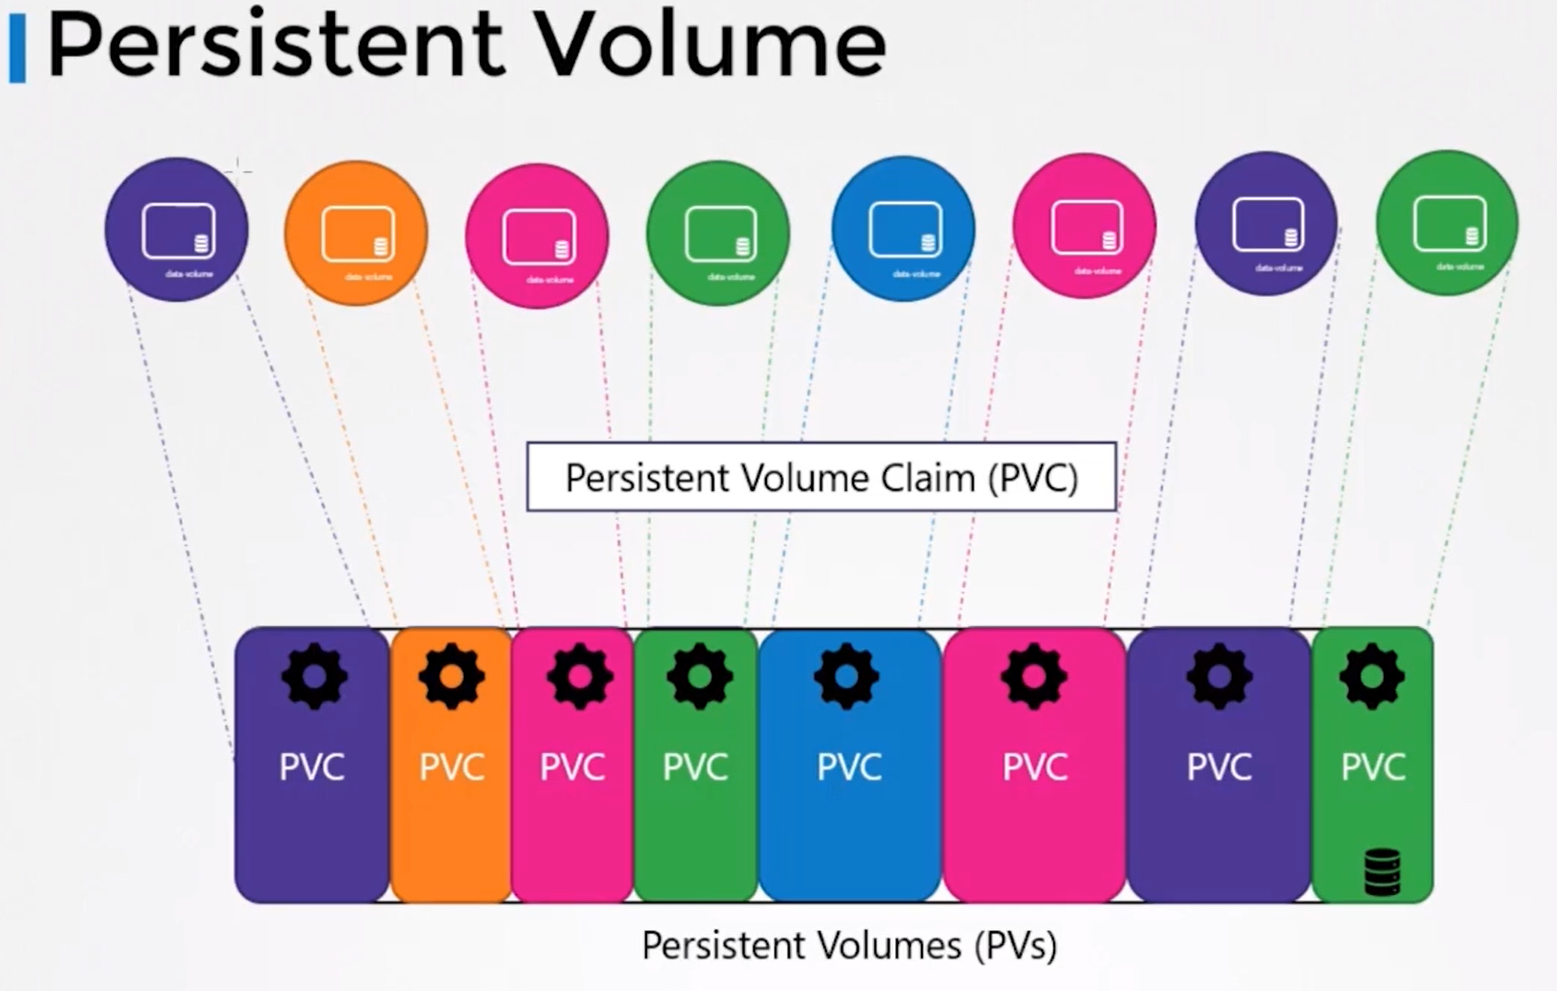 Persistent Volume
data-volume
data-volume
data-volume
data-volume
data-volume
data-volume
data-volume
data-volume
Persistent Volume Claim (PVC)
PVC
PVC
PVC
PVC
PVC
PVC
PVC
PVC
Persistent Volumes (PVs)